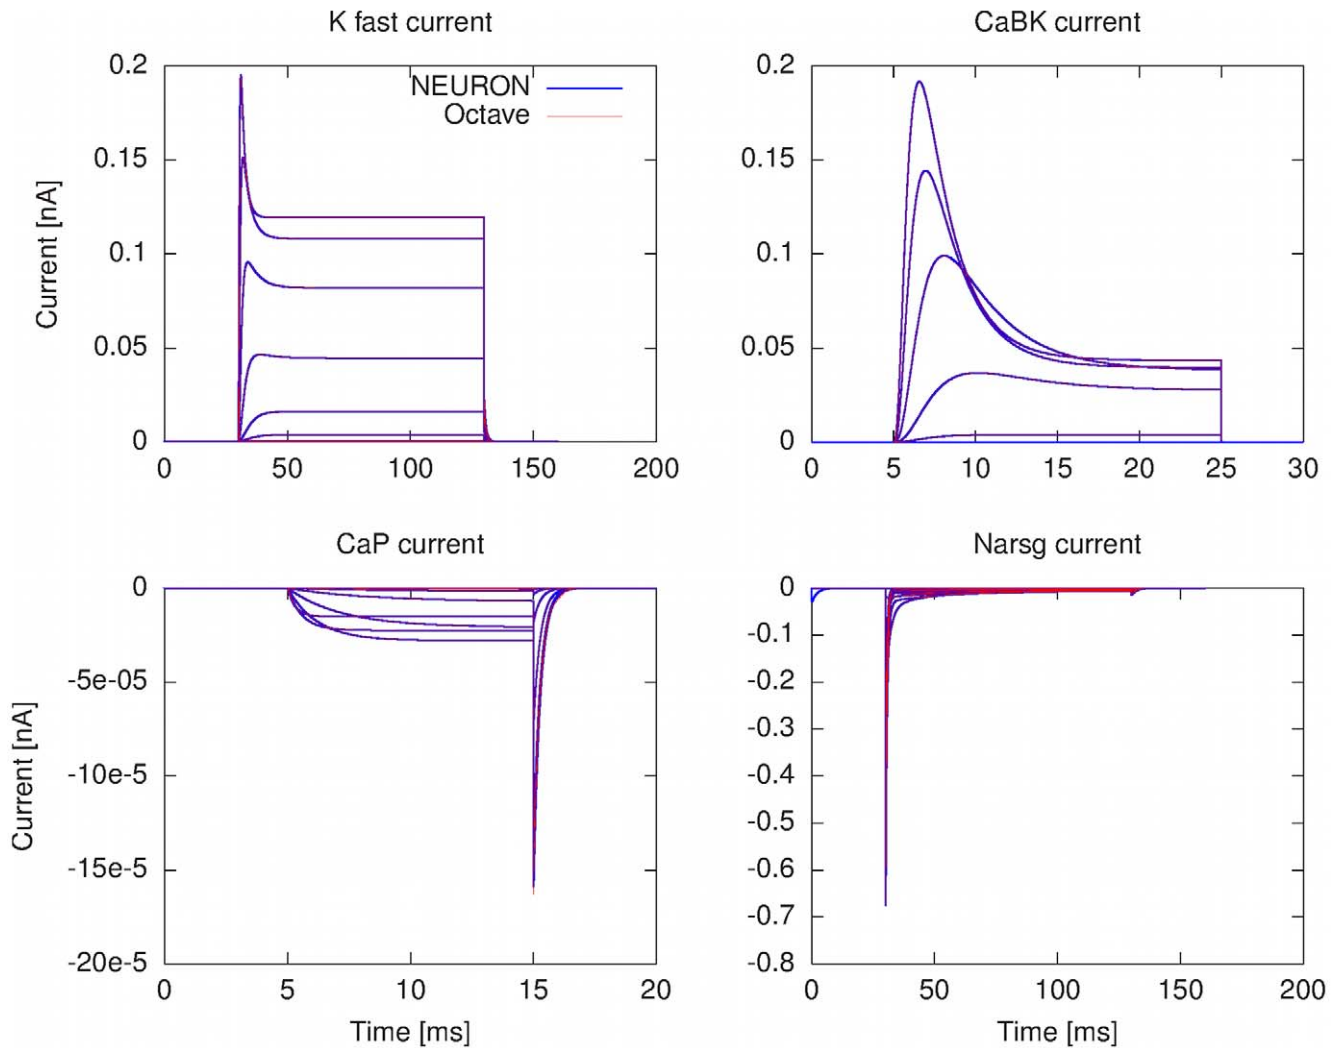 K fast current
0.2
0.15
0.1
0.05
0
Current [nA]
NEURON
Octave
0 50 100 150 200
CaBK current
0.2
0.15
0.1
0.05
0
0 5 10 15 20 25 30
CaP current
0
-5e-05
-10e-5
-15e-5
-20e-5
Current [nA]
0 5 10 15 20
Time [ms]
Narsg current
0
-0.1
-0.2
-0.3
-0.4
-0.5
-0.6
-0.7
-0.8
0 50 100 150 200
Time [ms]